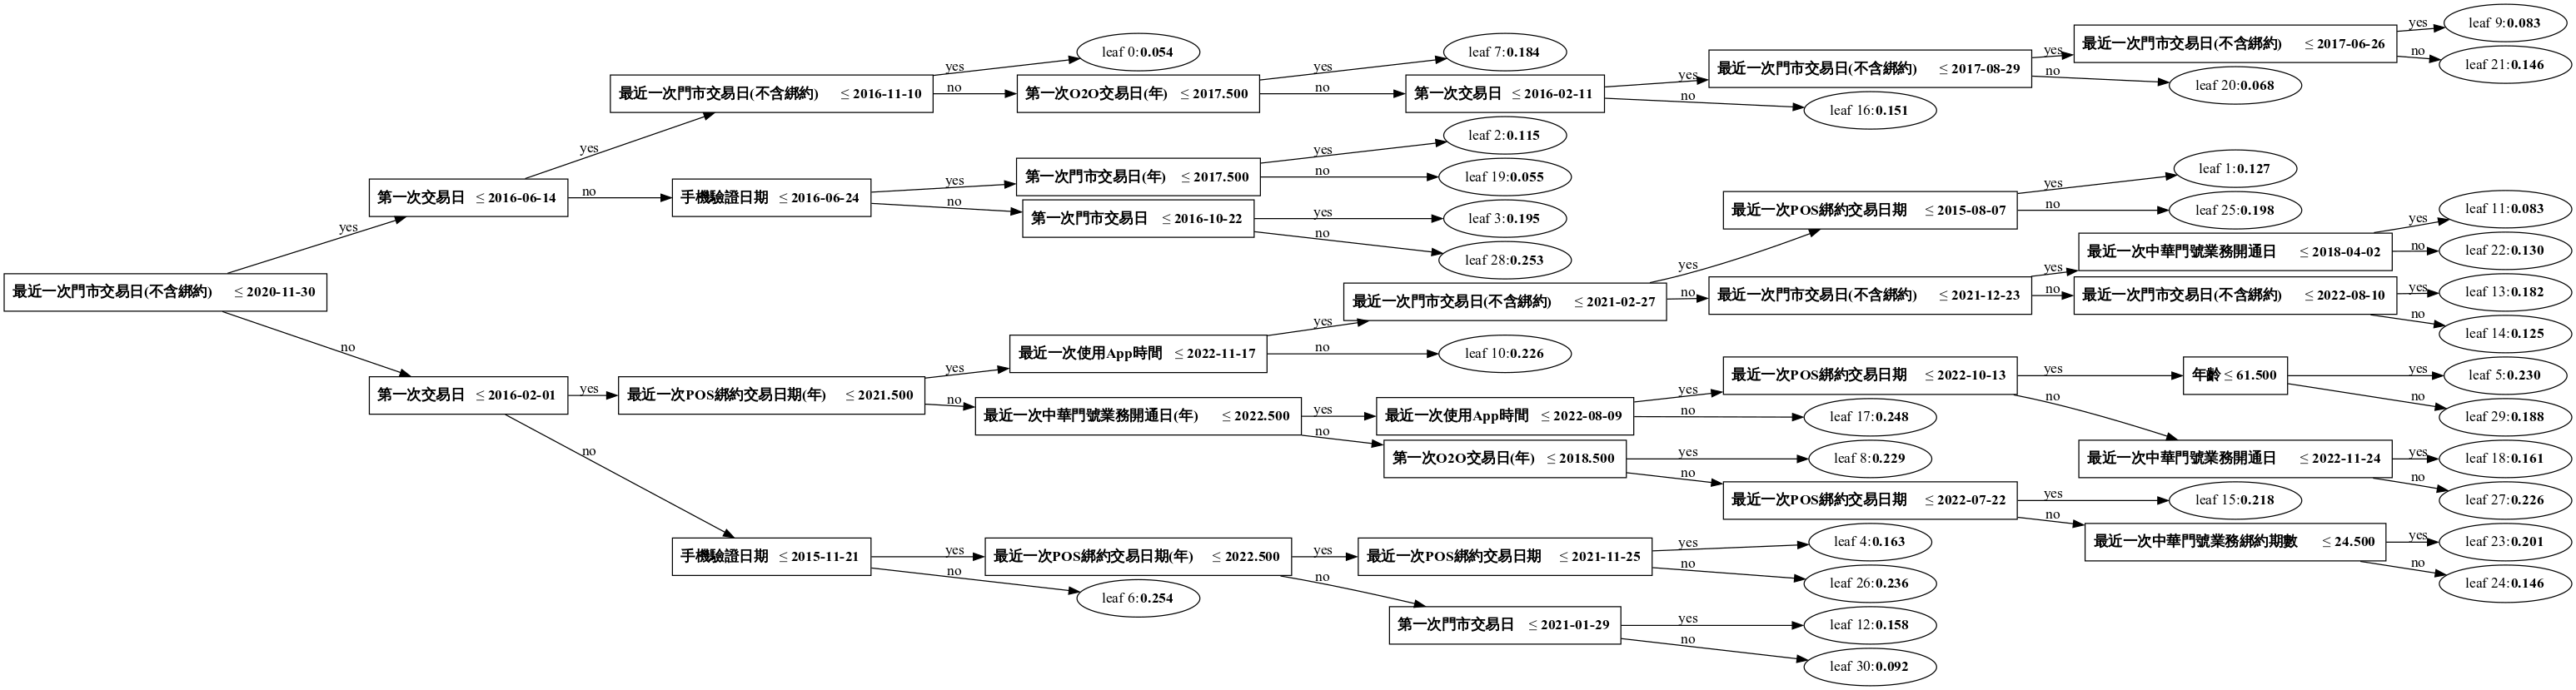 yes
leaf 9:0.083
最近一次門市交易日(不含綁約) ≤ 2017-06-26
no
leaf 21:0.146
yes
最近一次門市交易日(不含綁約) ≤ 2017-08-29
no
leaf 20:0.068
yes
第一次交易日 ≤ 2016-02-11
no
leaf 16:0.151
yes
leaf 7:0.184
第一次O2O交易日(年) ≤ 2017.500
no
yes
leaf 0:0.054
最近一次門市交易日(不含綁約) ≤ 2016-11-10
no
yes
第一次交易日 ≤ 2016-06-14
no
手機驗證日期 ≤ 2016-06-24
yes
no
第一次門市交易日(年) ≤ 2017.500
yes
leaf 2:0.115
no
leaf 19:0.055
第一次門市交易日 ≤ 2016-10-22
yes
leaf 3:0.195
no
leaf 28:0.253
yes
最近一次門市交易日(不含綁約) ≤ 2020-11-30
no
第一次交易日 ≤ 2016-02-01
yes
最近一次POS綁約交易日期(年) ≤ 2021.500
yes
最近一次使用App時間 ≤ 2022-11-17
yes
no
leaf 10:0.226
最近一次門市交易日(不含綁約) ≤ 2021-02-27
yes
最近一次POS綁約交易日期 ≤ 2015-08-07
yes
leaf 1:0.127
no
leaf 25:0.198
no
最近一次門市交易日(不含綁約) ≤ 2021-12-23
yes
最近一次中華門號業務開通日 ≤ 2018-04-02
yes
leaf 11:0.083
no
leaf 22:0.130
no
最近一次門市交易日(不含綁約) ≤ 2022-08-10
yes
leaf 13:0.182
no
leaf 14:0.125
no
最近一次中華門號業務開通日(年) ≤ 2022.500
yes
最近一次使用App時間 ≤ 2022-08-09
yes
最近一次POS綁約交易日期 ≤ 2022-10-13
yes
年齡 ≤ 61.500
yes
leaf 5:0.230
no
leaf 29:0.188
no
最近一次中華門號業務開通日 ≤ 2022-11-24
yes
leaf 18:0.161
no
leaf 27:0.226
no
leaf 17:0.248
no
第一次O2O交易日(年) ≤ 2018.500
yes
leaf 8:0.229
no
最近一次POS綁約交易日期 ≤ 2022-07-22
yes
leaf 15:0.218
no
最近一次中華門號業務綁約期數 ≤ 24.500
yes
leaf 23:0.201
no
leaf 24:0.146
no
手機驗證日期 ≤ 2015-11-21
yes
最近一次POS綁約交易日期(年) ≤ 2022.500
yes
最近一次POS綁約交易日期 ≤ 2021-11-25
yes
leaf 4:0.163
no
leaf 26:0.236
no
第一次門市交易日 ≤ 2021-01-29
yes
leaf 12:0.158
no
leaf 30:0.092
no
leaf 6:0.254